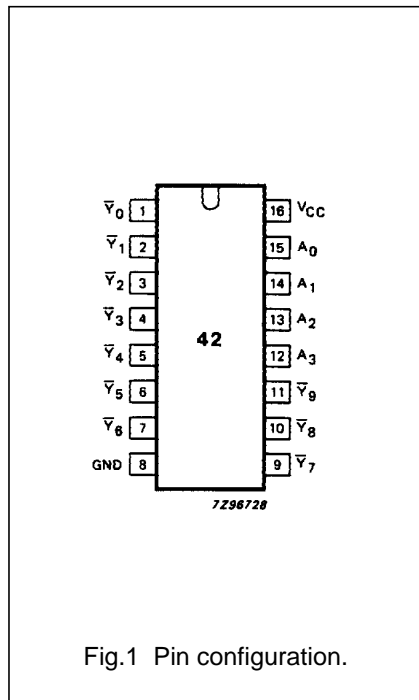 Y̅0 1 16 VCC
Y̅1 2 15 A0
Y̅2 3 14 A1
Y̅3 4 13 A2
42
Y̅4 5 12 A3
Y̅5 6 11 Y̅9
Y̅6 7 10 Y̅8
GND 8 9 Y̅7
7Z96728
Fig.1 Pin configuration.